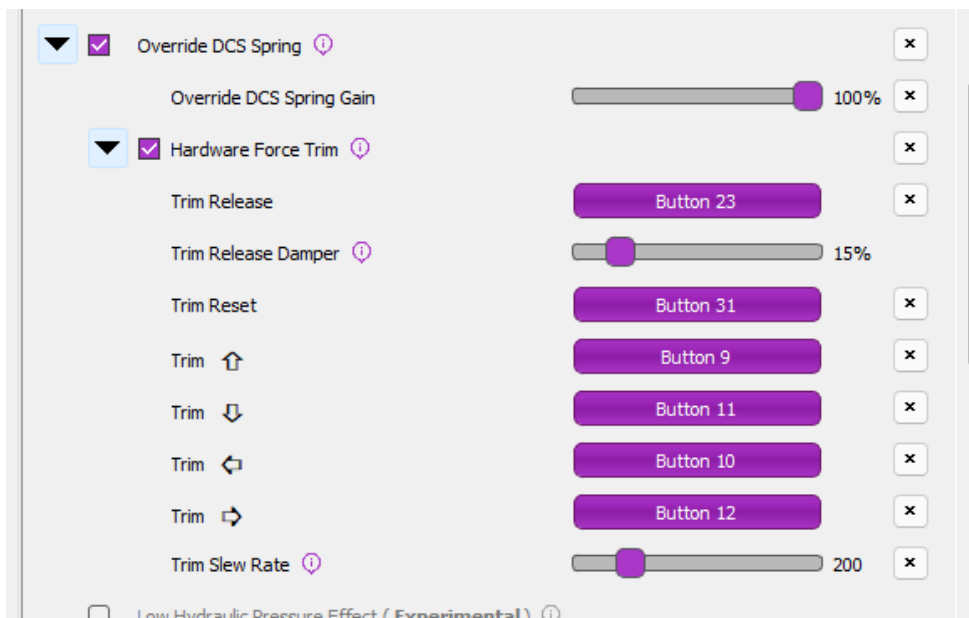 Override DCS Spring
Override DCS Spring Gain 100%
Hardware Force Trim
Trim Release Button 23
Trim Release Damper 15%
Trim Reset Button 31
Trim Button 9
Trim Button 11
Trim Button 10
Trim Button 12
Trim Slew Rate 200
Low Hydraulic Pressure Effect ( Experimental )